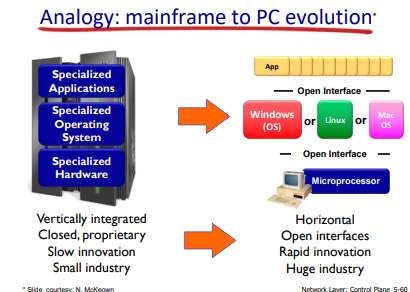 Analogy: mainframe to PC evolution*
Specialized
Applications
Specialized
Operating
System
Specialized
Hardware
App
Open Interface
Windows
(OS)
or
Linux
or
Mac
OS
Open Interface
Microprocessor
Vertically integrated
Closed, proprietary
Slow innovation
Small industry
Horizontal
Open interfaces
Rapid innovation
Huge industry
* Slide courtesy: N. McKeown
Network Layer: Control Plane 5-60